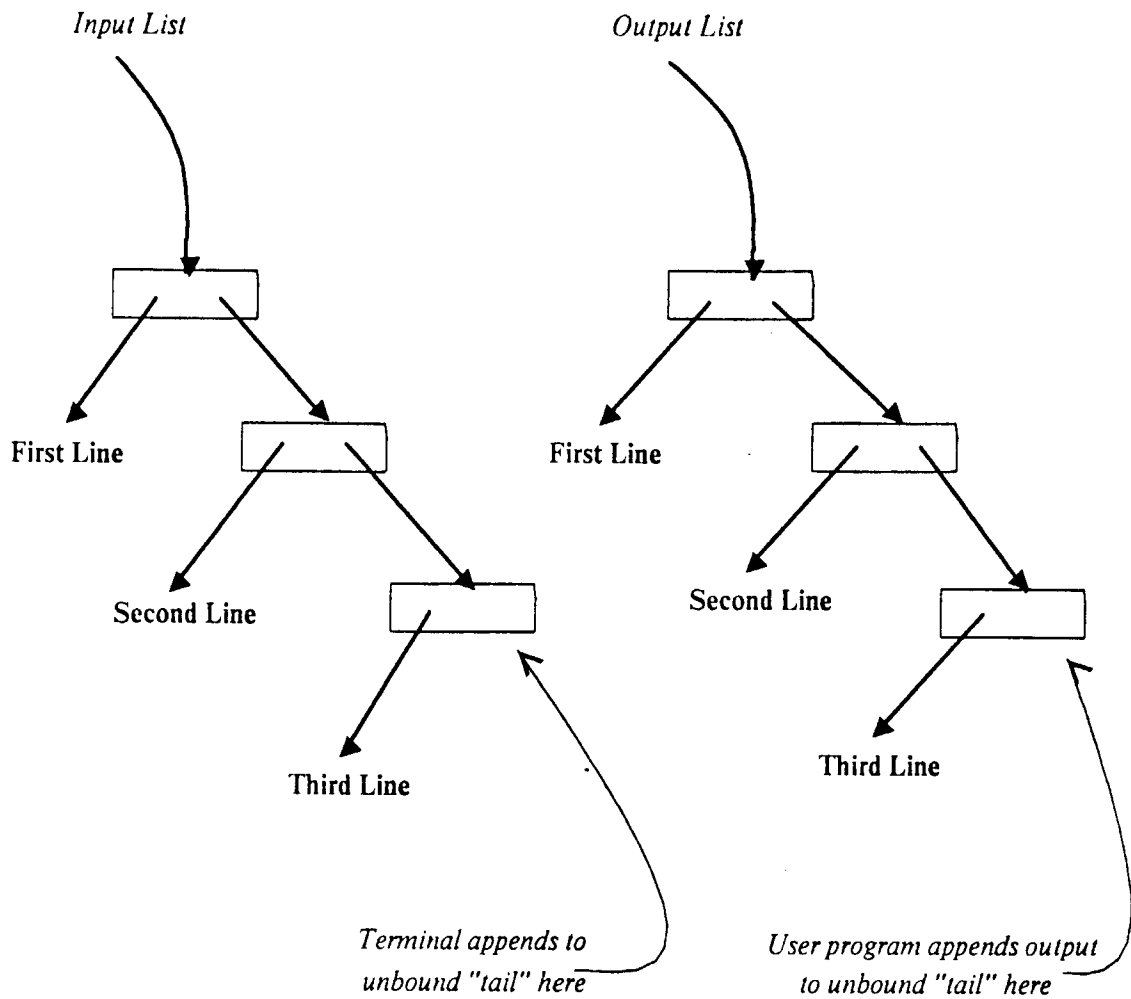 Input List
Output List
First Line
First Line
Second Line
Second Line
Third Line
Third Line
Terminal appends to
unbound "tail" here
User program appends output
to unbound "tail" here